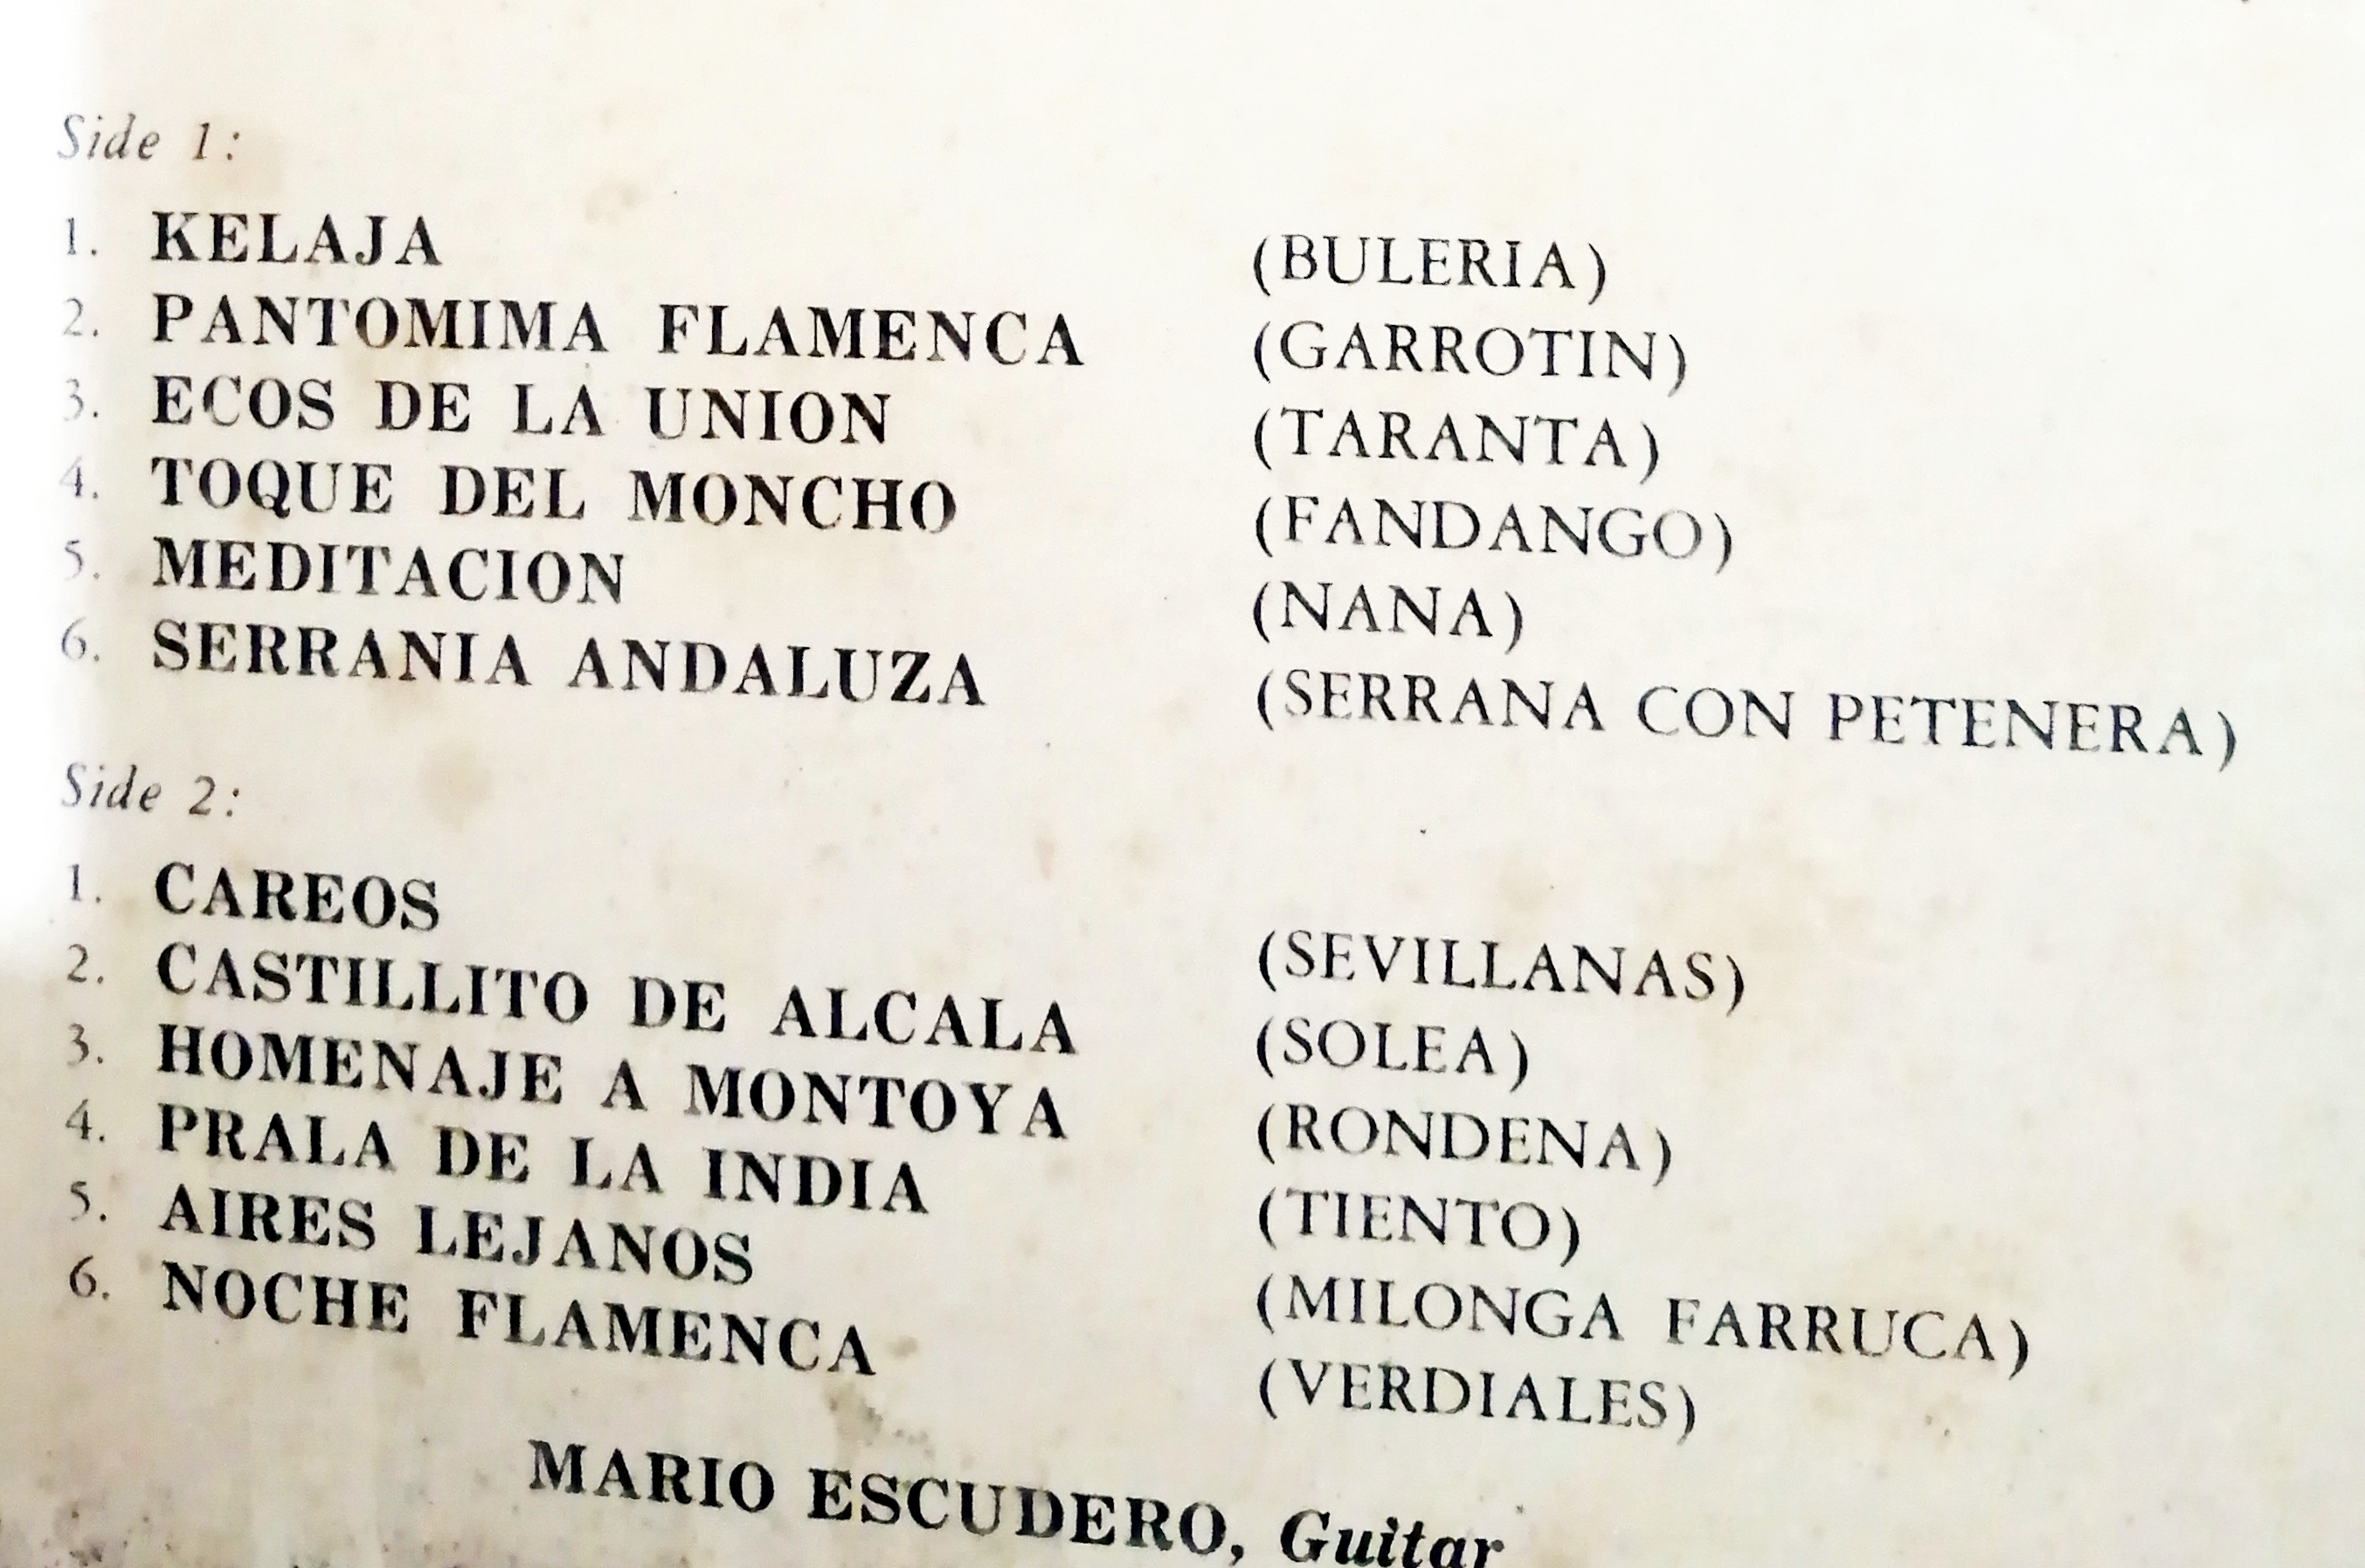 Side 1:
1. KELAJA (BULERIA)
2. PANTOMIMA FLAMENCA (GARROTIN)
3. ECOS DE LA UNION (TARANTA)
4. TOQUE DEL MONCHO (FANDANGO)
5. MEDITACION (NANA)
6. SERRANIA ANDALUZA (SERRANA CON PETENERA)
Side 2:
1. CAREOS (SEVILLANAS)
2. CASTILLITO DE ALCALA (SOLEA)
3. HOMENAJE A MONTOYA (RONDENA)
4. PRALA DE LA INDIA (TIENTO)
5. AIRES LEJANOS (MILONGA FARRUCA)
6. NOCHE FLAMENCA (VERDIALES)
MARIO ESCUDERO, Guitar